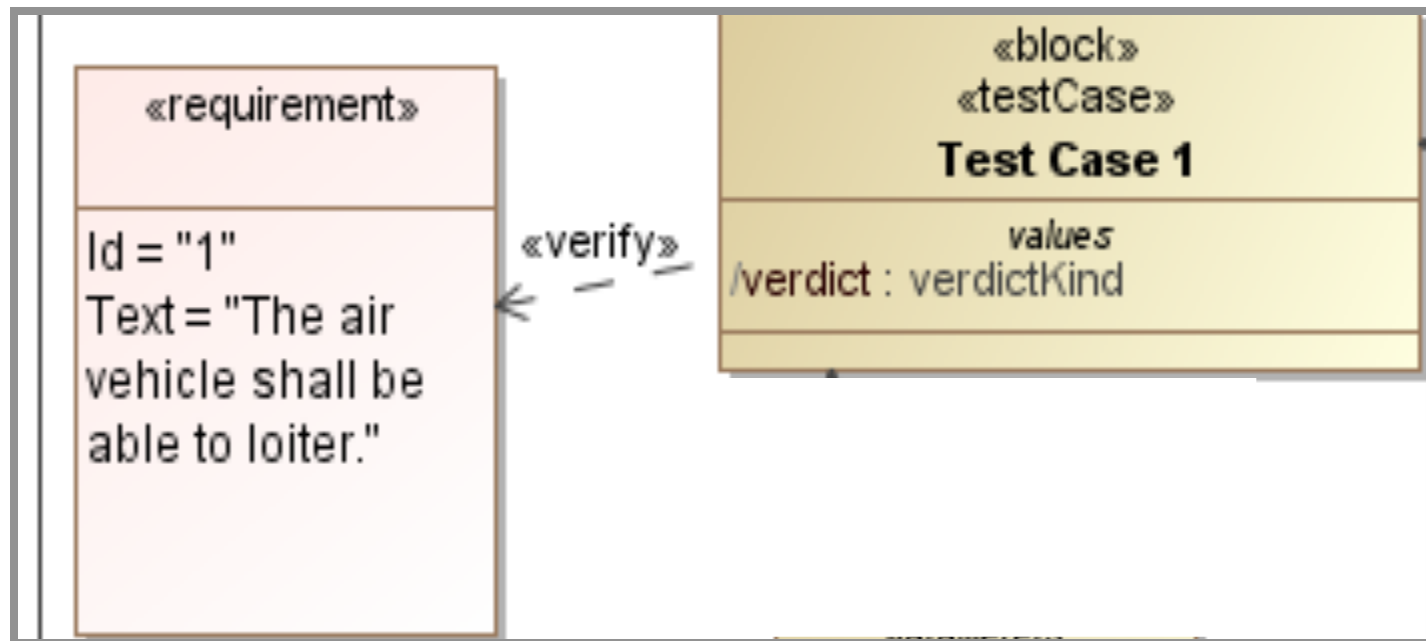 «requirement»
Id = "1"
Text = "The air
vehicle shall be
able to loiter."
«verify»
«block»
«testCase»
Test Case 1
values
/verdict : verdictKind